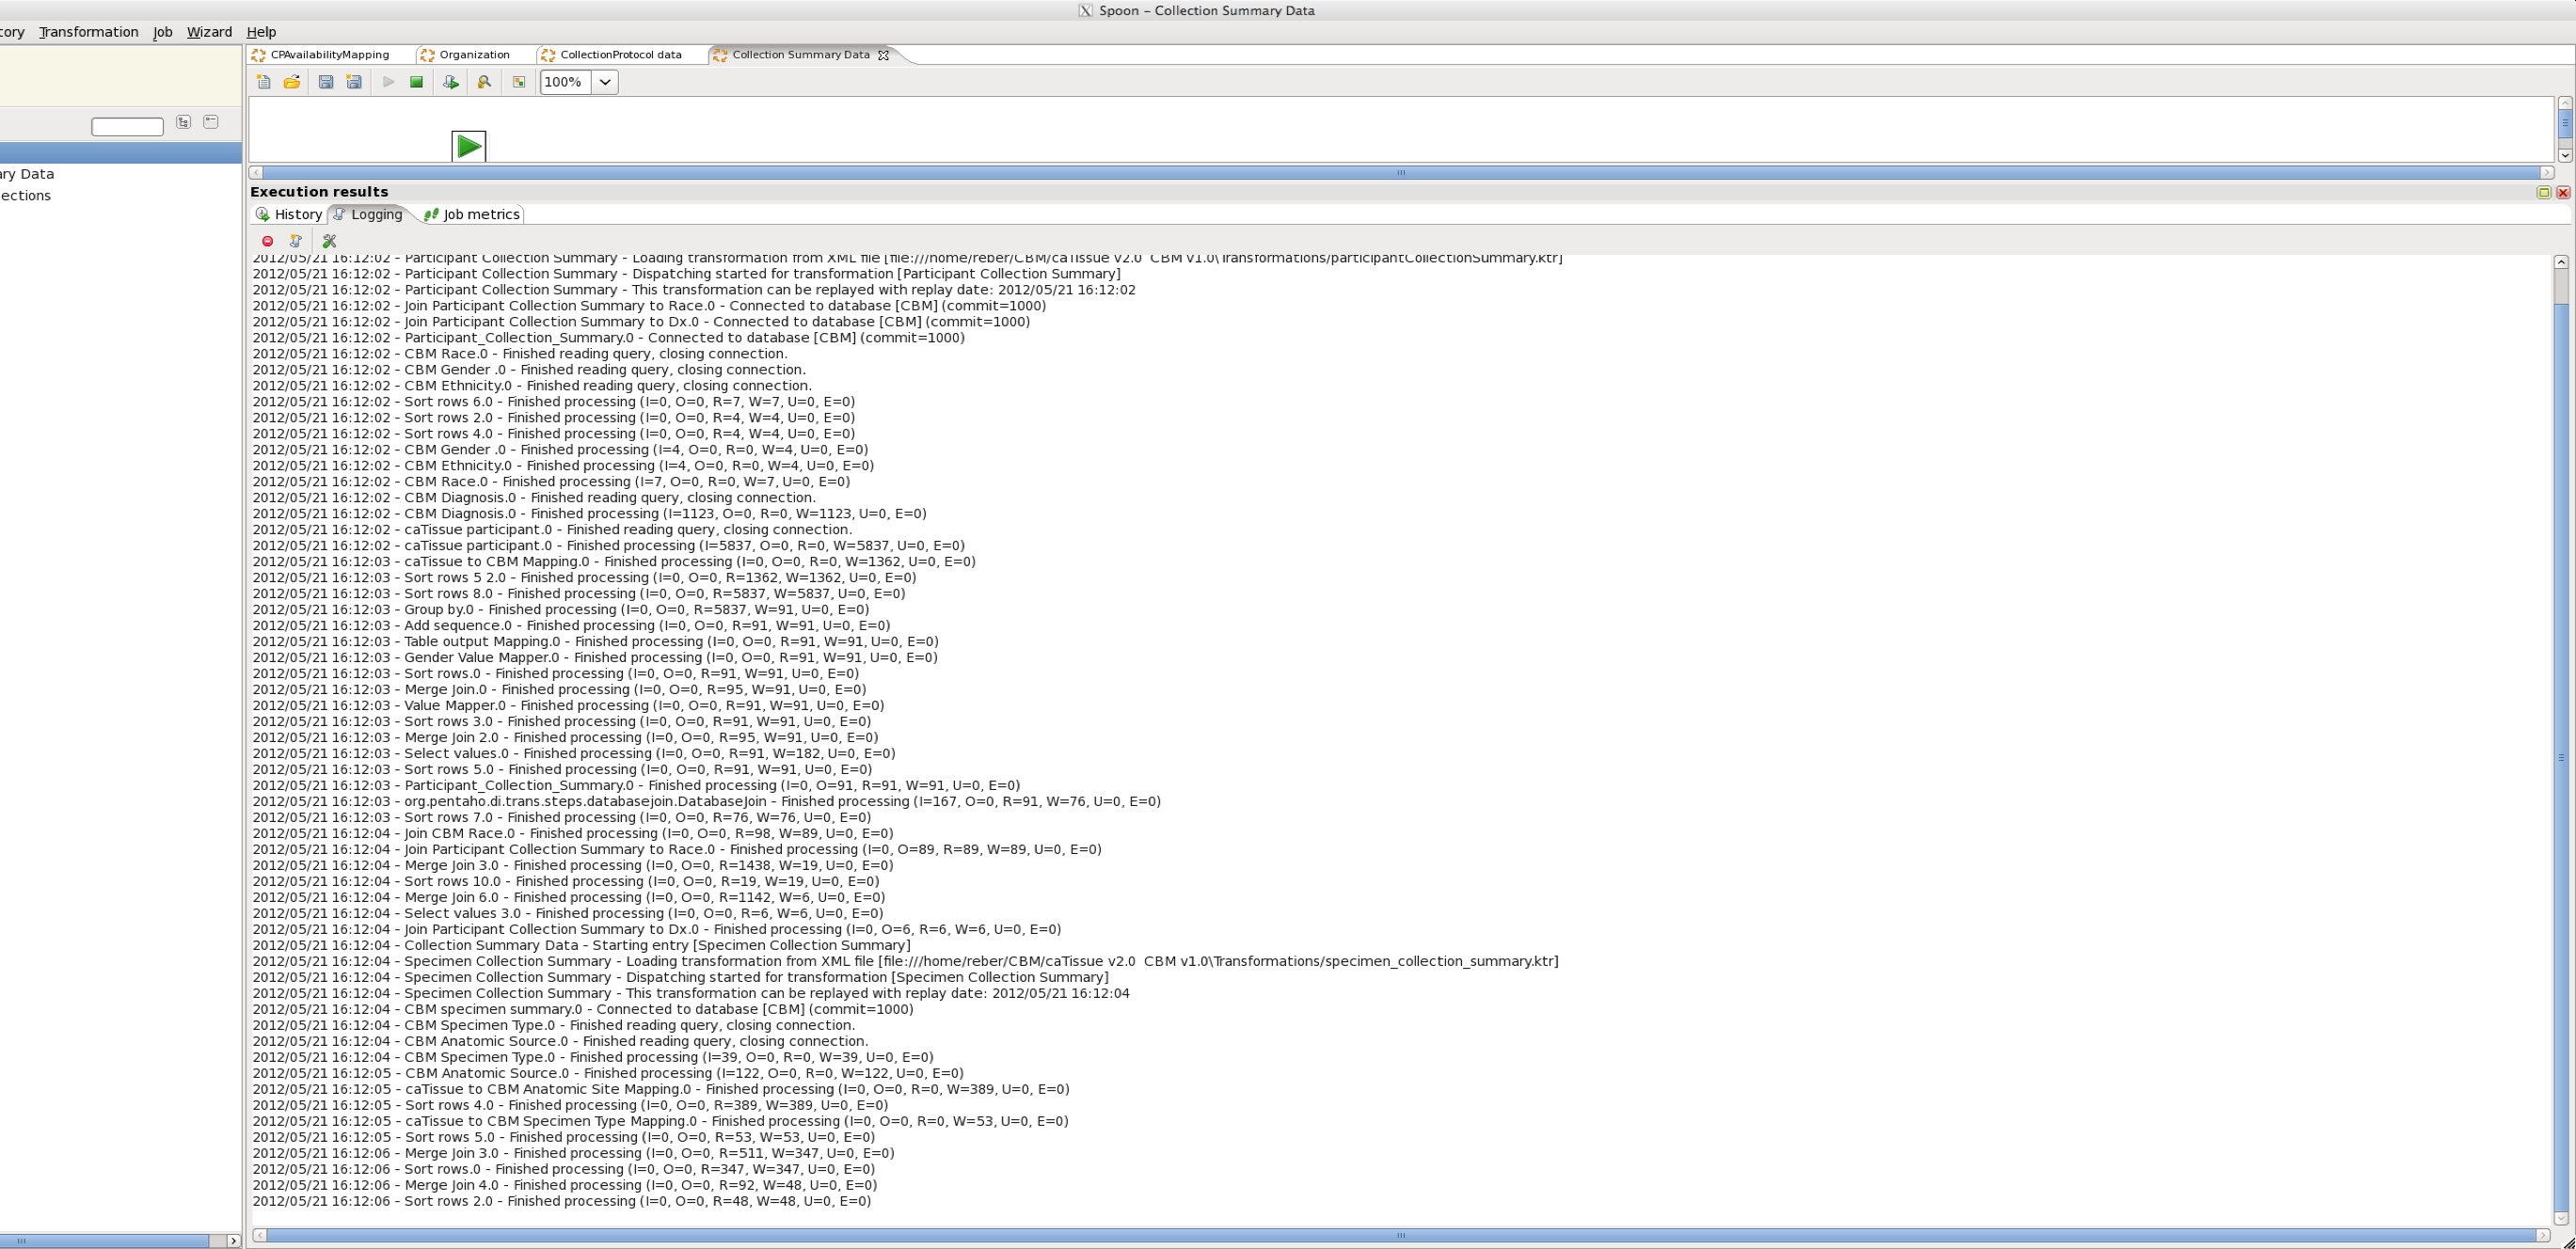 Spoon – Collection Summary Data
tory Transformation Job Wizard Help
CPAvailabilityMapping Organization CollectionProtocol data Collection Summary Data
100%
ary Data
ections
Execution results
History Logging Job metrics
2012/05/21 16:12:02 - Participant Collection Summary - Loading transformation from XML file [file:///home/reber/CBM/caTissue v2.0  CBM v1.0\Transformations/participantCollectionSummary.ktr]
2012/05/21 16:12:02 - Participant Collection Summary - Dispatching started for transformation [Participant Collection Summary]
2012/05/21 16:12:02 - Participant Collection Summary - This transformation can be replayed with replay date: 2012/05/21 16:12:02
2012/05/21 16:12:02 - Join Participant Collection Summary to Race.0 - Connected to database [CBM] (commit=1000)
2012/05/21 16:12:02 - Join Participant Collection Summary to Dx.0 - Connected to database [CBM] (commit=1000)
2012/05/21 16:12:02 - Participant_Collection_Summary.0 - Connected to database [CBM] (commit=1000)
2012/05/21 16:12:02 - CBM Race.0 - Finished reading query, closing connection.
2012/05/21 16:12:02 - CBM Gender .0 - Finished reading query, closing connection.
2012/05/21 16:12:02 - CBM Ethnicity.0 - Finished reading query, closing connection.
2012/05/21 16:12:02 - Sort rows 6.0 - Finished processing (I=0, O=0, R=7, W=7, U=0, E=0)
2012/05/21 16:12:02 - Sort rows 2.0 - Finished processing (I=0, O=0, R=4, W=4, U=0, E=0)
2012/05/21 16:12:02 - Sort rows 4.0 - Finished processing (I=0, O=0, R=4, W=4, U=0, E=0)
2012/05/21 16:12:02 - CBM Gender .0 - Finished processing (I=4, O=0, R=0, W=4, U=0, E=0)
2012/05/21 16:12:02 - CBM Ethnicity.0 - Finished processing (I=4, O=0, R=0, W=4, U=0, E=0)
2012/05/21 16:12:02 - CBM Race.0 - Finished processing (I=7, O=0, R=0, W=7, U=0, E=0)
2012/05/21 16:12:02 - CBM Diagnosis.0 - Finished reading query, closing connection.
2012/05/21 16:12:02 - CBM Diagnosis.0 - Finished processing (I=1123, O=0, R=0, W=1123, U=0, E=0)
2012/05/21 16:12:02 - caTissue participant.0 - Finished reading query, closing connection.
2012/05/21 16:12:02 - caTissue participant.0 - Finished processing (I=5837, O=0, R=0, W=5837, U=0, E=0)
2012/05/21 16:12:03 - caTissue to CBM Mapping.0 - Finished processing (I=0, O=0, R=0, W=1362, U=0, E=0)
2012/05/21 16:12:03 - Sort rows 5 2.0 - Finished processing (I=0, O=0, R=1362, W=1362, U=0, E=0)
2012/05/21 16:12:03 - Sort rows 8.0 - Finished processing (I=0, O=0, R=5837, W=5837, U=0, E=0)
2012/05/21 16:12:03 - Group by.0 - Finished processing (I=0, O=0, R=5837, W=91, U=0, E=0)
2012/05/21 16:12:03 - Add sequence.0 - Finished processing (I=0, O=0, R=91, W=91, U=0, E=0)
2012/05/21 16:12:03 - Table output Mapping.0 - Finished processing (I=0, O=0, R=91, W=91, U=0, E=0)
2012/05/21 16:12:03 - Gender Value Mapper.0 - Finished processing (I=0, O=0, R=91, W=91, U=0, E=0)
2012/05/21 16:12:03 - Sort rows.0 - Finished processing (I=0, O=0, R=91, W=91, U=0, E=0)
2012/05/21 16:12:03 - Merge Join.0 - Finished processing (I=0, O=0, R=95, W=91, U=0, E=0)
2012/05/21 16:12:03 - Value Mapper.0 - Finished processing (I=0, O=0, R=91, W=91, U=0, E=0)
2012/05/21 16:12:03 - Sort rows 3.0 - Finished processing (I=0, O=0, R=91, W=91, U=0, E=0)
2012/05/21 16:12:03 - Merge Join 2.0 - Finished processing (I=0, O=0, R=95, W=91, U=0, E=0)
2012/05/21 16:12:03 - Select values.0 - Finished processing (I=0, O=0, R=91, W=182, U=0, E=0)
2012/05/21 16:12:03 - Sort rows 5.0 - Finished processing (I=0, O=0, R=91, W=91, U=0, E=0)
2012/05/21 16:12:03 - Participant_Collection_Summary.0 - Finished processing (I=0, O=91, R=91, W=91, U=0, E=0)
2012/05/21 16:12:03 - org.pentaho.di.trans.steps.databasejoin.DatabaseJoin - Finished processing (I=167, O=0, R=91, W=76, U=0, E=0)
2012/05/21 16:12:03 - Sort rows 7.0 - Finished processing (I=0, O=0, R=76, W=76, U=0, E=0)
2012/05/21 16:12:04 - Join CBM Race.0 - Finished processing (I=0, O=0, R=98, W=89, U=0, E=0)
2012/05/21 16:12:04 - Join Participant Collection Summary to Race.0 - Finished processing (I=0, O=89, R=89, W=89, U=0, E=0)
2012/05/21 16:12:04 - Merge Join 3.0 - Finished processing (I=0, O=0, R=1438, W=19, U=0, E=0)
2012/05/21 16:12:04 - Sort rows 10.0 - Finished processing (I=0, O=0, R=19, W=19, U=0, E=0)
2012/05/21 16:12:04 - Merge Join 6.0 - Finished processing (I=0, O=0, R=1142, W=6, U=0, E=0)
2012/05/21 16:12:04 - Select values 3.0 - Finished processing (I=0, O=0, R=6, W=6, U=0, E=0)
2012/05/21 16:12:04 - Join Participant Collection Summary to Dx.0 - Finished processing (I=0, O=6, R=6, W=6, U=0, E=0)
2012/05/21 16:12:04 - Collection Summary Data - Starting entry [Specimen Collection Summary]
2012/05/21 16:12:04 - Specimen Collection Summary - Loading transformation from XML file [file:///home/reber/CBM/caTissue v2.0  CBM v1.0\Transformations/specimen_collection_summary.ktr]
2012/05/21 16:12:04 - Specimen Collection Summary - Dispatching started for transformation [Specimen Collection Summary]
2012/05/21 16:12:04 - Specimen Collection Summary - This transformation can be replayed with replay date: 2012/05/21 16:12:04
2012/05/21 16:12:04 - CBM specimen summary.0 - Connected to database [CBM] (commit=1000)
2012/05/21 16:12:04 - CBM Specimen Type.0 - Finished reading query, closing connection.
2012/05/21 16:12:04 - CBM Anatomic Source.0 - Finished reading query, closing connection.
2012/05/21 16:12:04 - CBM Specimen Type.0 - Finished processing (I=39, O=0, R=0, W=39, U=0, E=0)
2012/05/21 16:12:05 - CBM Anatomic Source.0 - Finished processing (I=122, O=0, R=0, W=122, U=0, E=0)
2012/05/21 16:12:05 - caTissue to CBM Anatomic Site Mapping.0 - Finished processing (I=0, O=0, R=0, W=389, U=0, E=0)
2012/05/21 16:12:05 - Sort rows 4.0 - Finished processing (I=0, O=0, R=389, W=389, U=0, E=0)
2012/05/21 16:12:05 - caTissue to CBM Specimen Type Mapping.0 - Finished processing (I=0, O=0, R=0, W=53, U=0, E=0)
2012/05/21 16:12:05 - Sort rows 5.0 - Finished processing (I=0, O=0, R=53, W=53, U=0, E=0)
2012/05/21 16:12:06 - Merge Join 3.0 - Finished processing (I=0, O=0, R=511, W=347, U=0, E=0)
2012/05/21 16:12:06 - Sort rows.0 - Finished processing (I=0, O=0, R=347, W=347, U=0, E=0)
2012/05/21 16:12:06 - Merge Join 4.0 - Finished processing (I=0, O=0, R=92, W=48, U=0, E=0)
2012/05/21 16:12:06 - Sort rows 2.0 - Finished processing (I=0, O=0, R=48, W=48, U=0, E=0)